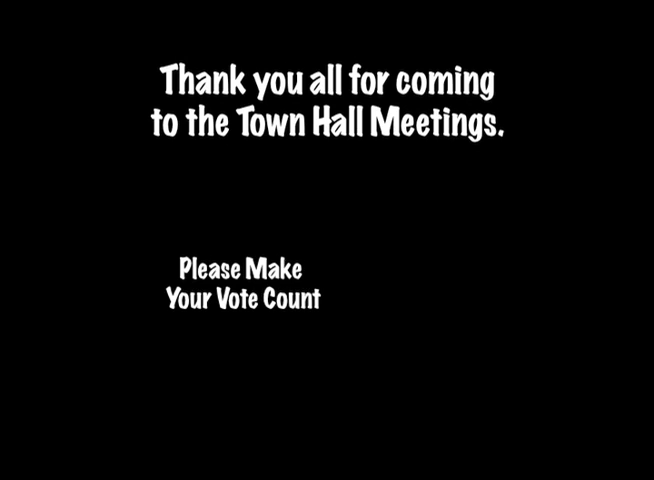 Thank you all for coming
to the Town Hall Meetings.
Please Make
Your Vote Count